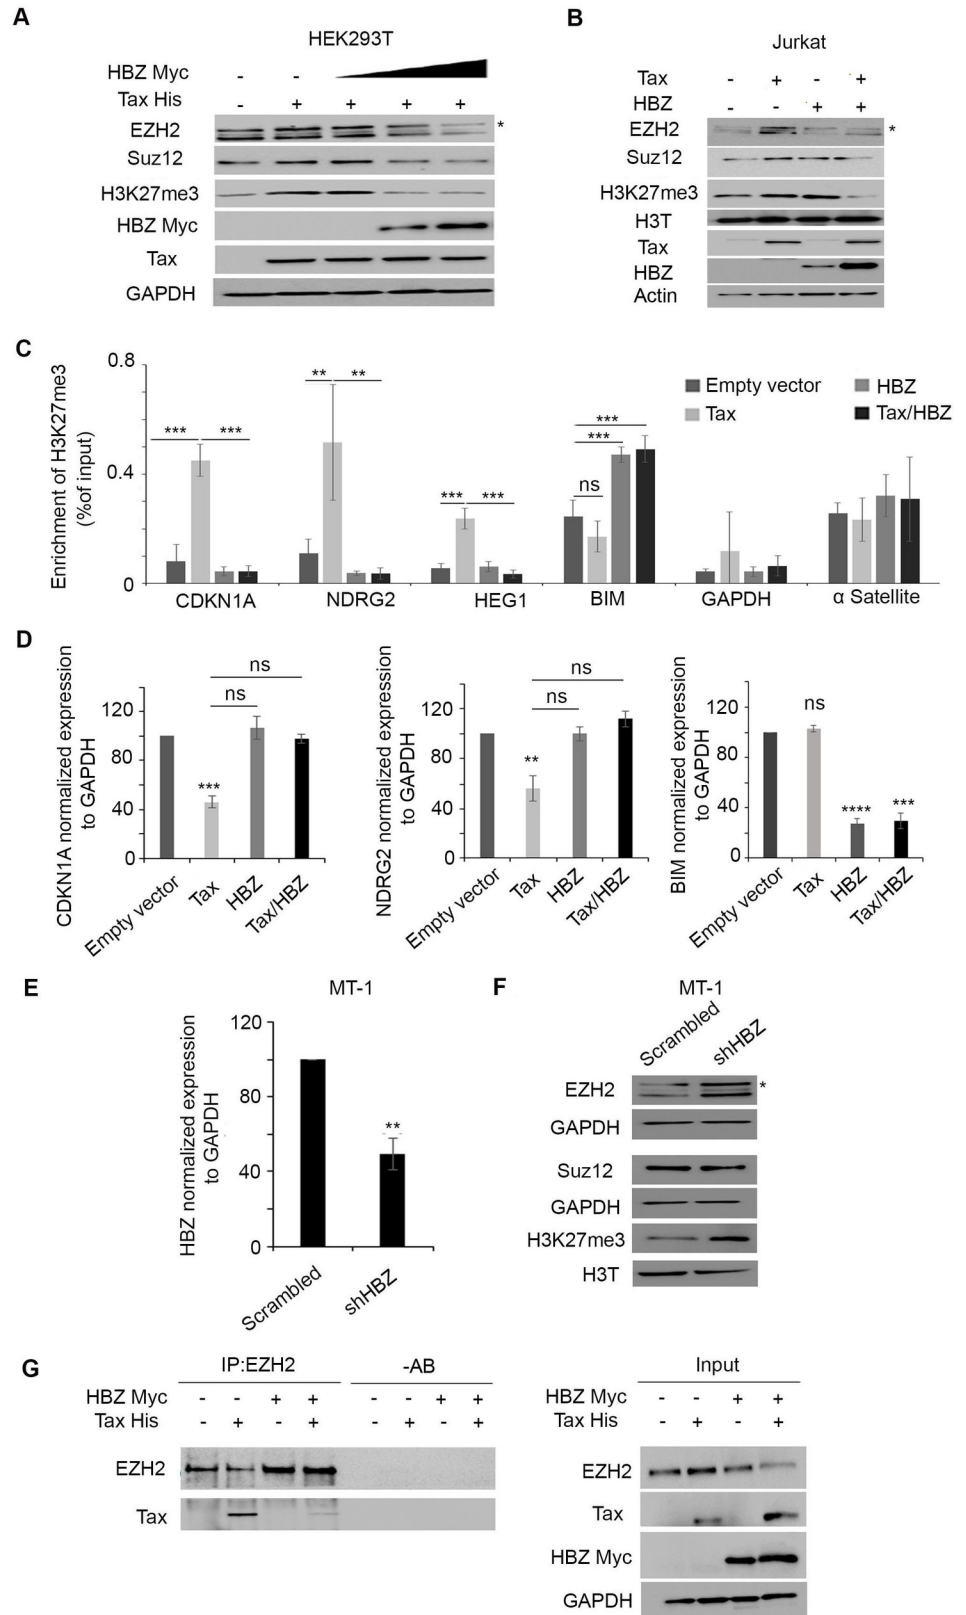 A
HEK293T
HBZ Myc - -
Tax His - + + + +
EZH2 *
Suz12
H3K27me3
HBZ Myc
Tax
GAPDH
B
Jurkat
Tax - + - +
HBZ - - + +
EZH2 *
Suz12
H3K27me3
H3T
Tax
HBZ
Actin
C
Enrichment of H3K27me3
(%of input)
0.8
0.4
0
*** ***
** **
*** ***
ns
***
***
Empty vector
Tax
HBZ
Tax/HBZ
CDKN1A NDRG2 HEG1 BIM GAPDH α Satellite
D
CDKN1A normalized expression
to GAPDH
120
80
40
0
ns
ns
***
Empty vector
Tax
HBZ
Tax/HBZ
NDRG2 normalized expression
to GAPDH
120
80
40
0
ns
ns
**
Empty vector
Tax
HBZ
Tax/HBZ
BIM normalized expression
to GAPDH
120
80
40
0
ns
****
***
Empty vector
Tax
HBZ
Tax/HBZ
E
MT-1
HBZ normalized expression
to GAPDH
120
80
40
0
**
Scrambled
shHBZ
F
MT-1
Scrambled
shHBZ
EZH2 *
GAPDH
Suz12
GAPDH
H3K27me3
H3T
G
IP:EZH2 -AB
HBZ Myc - - + + - - + +
Tax His - + - + - + - +
EZH2
Tax
Input
HBZ Myc - - + +
Tax His - + - +
EZH2
Tax
HBZ Myc
GAPDH